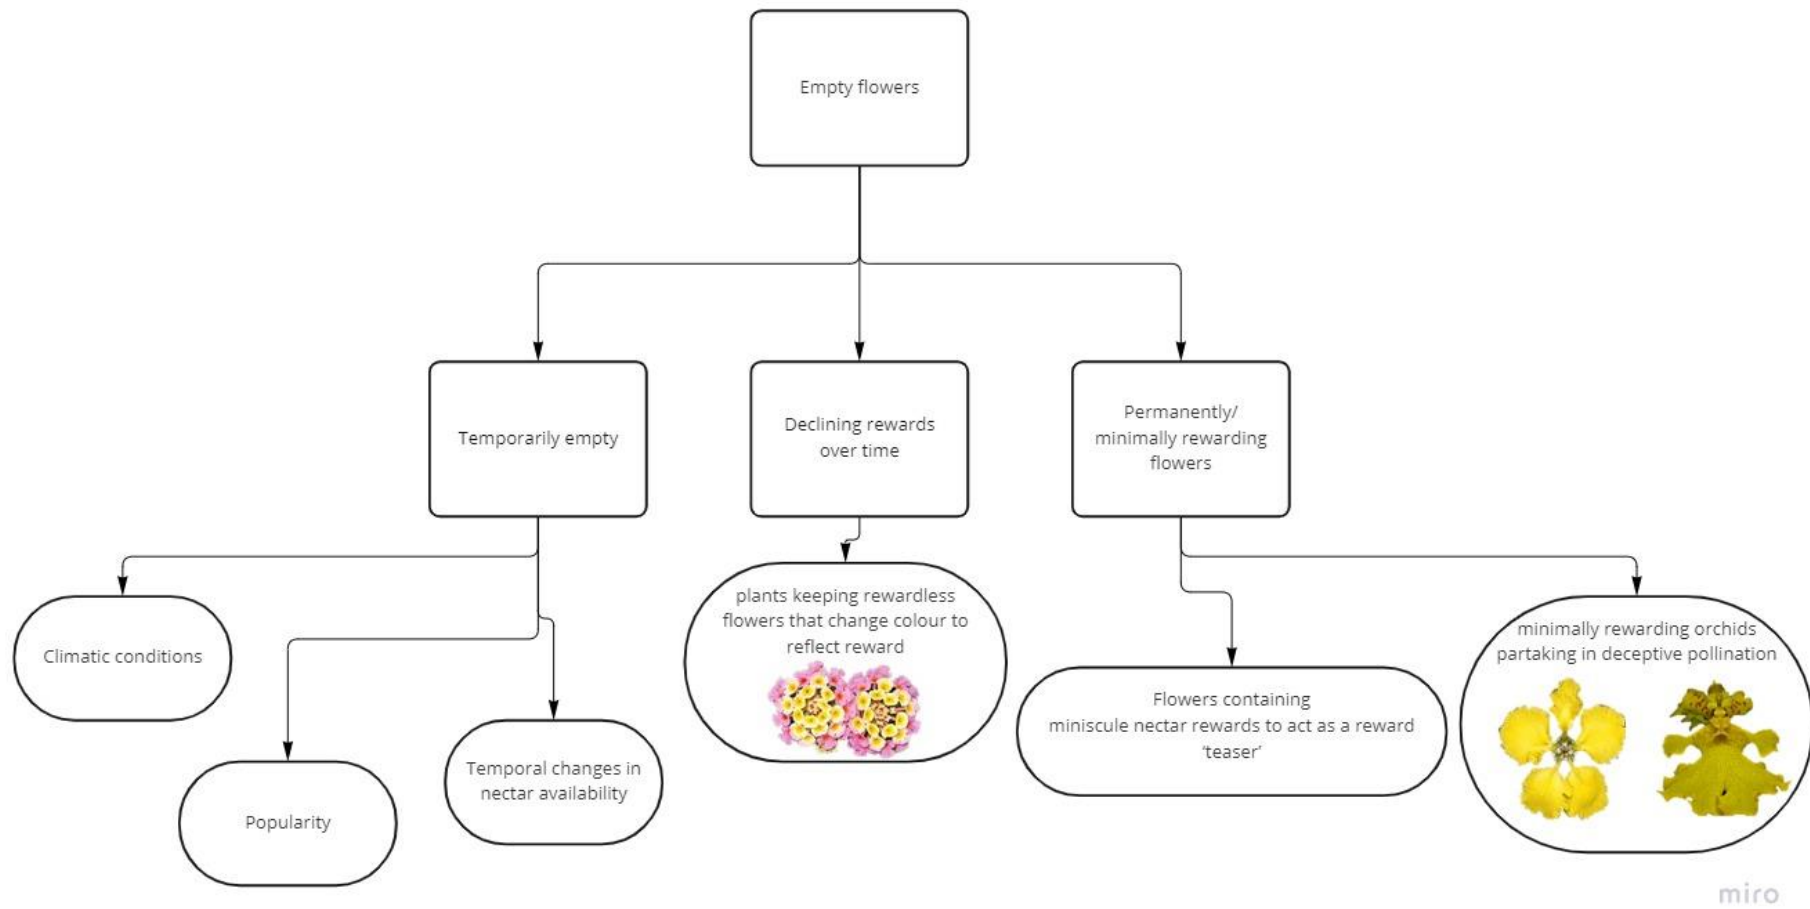 Empty flowers
Temporarily empty
Declining rewards
over time
Permanently/
minimally rewarding
flowers
Climatic conditions
Popularity
Temporal changes in
nectar availability
plants keeping rewardless
flowers that change colour to
reflect reward
Flowers containing
miniscule nectar rewards to act as a reward
‘teaser’
minimally rewarding orchids
partaking in deceptive pollination
miro